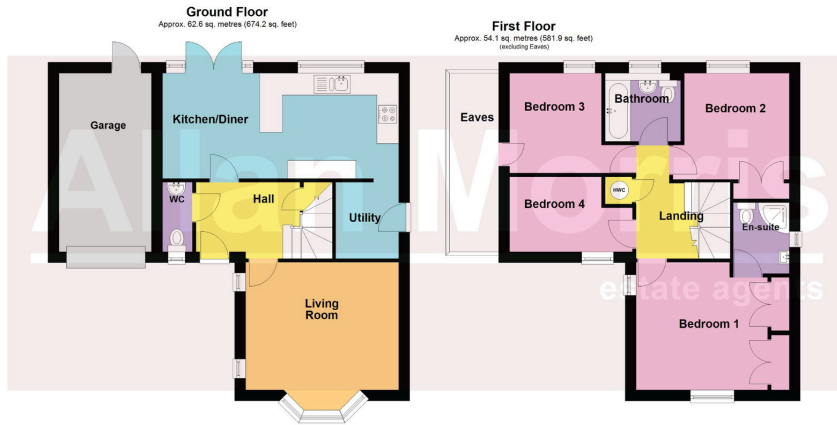 Ground Floor
Approx. 62.6 sq. metres (674.2 sq. feet)
First Floor
Approx. 54.1 sq. metres (581.9 sq. feet)
(excluding Eaves)
Garage
Kitchen/Diner
WC
Hall
Utility
Living
Room
Eaves
Bedroom 3
Bathroom
Bedroom 2
HWC
Bedroom 4
Landing
En-suite
Bedroom 1
Allan Morris
estate agents